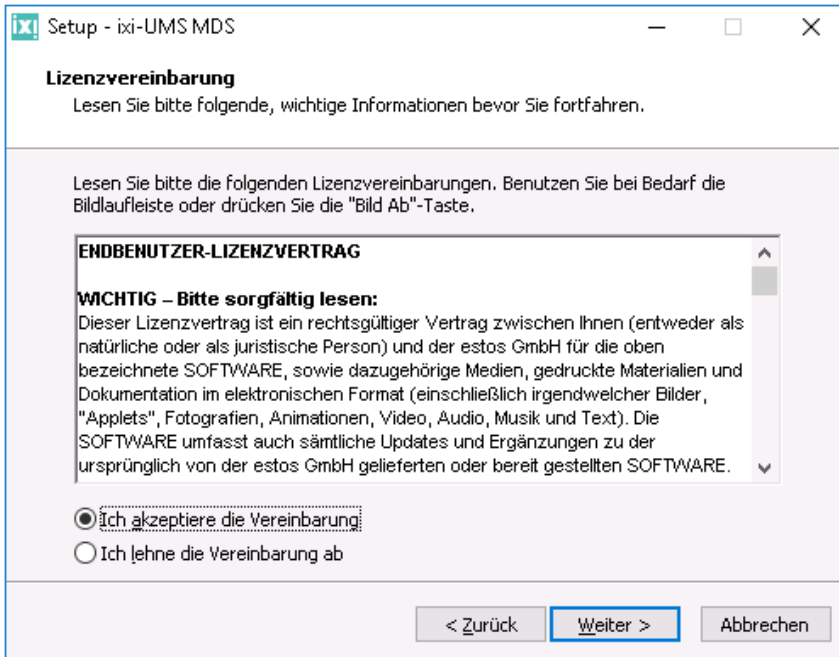 ixi Setup - ixi-UMS MDS
Lizenzvereinbarung
Lesen Sie bitte folgende, wichtige Informationen bevor Sie fortfahren.
Lesen Sie bitte die folgenden Lizenzvereinbarungen. Benutzen Sie bei Bedarf die
Bildlaufleiste oder drücken Sie die "Bild Ab"-Taste.
ENDBENUTZER-LIZENZVERTRAG
WICHTIG – Bitte sorgfältig lesen:
Dieser Lizenzvertrag ist ein rechtsgültiger Vertrag zwischen Ihnen (entweder als
natürliche oder als juristische Person) und der estos GmbH für die oben
bezeichnete SOFTWARE, sowie dazugehörige Medien, gedruckte Materialien und
Dokumentation im elektronischen Format (einschließlich irgendwelcher Bilder,
"Applets", Fotografien, Animationen, Video, Audio, Musik und Text). Die
SOFTWARE umfasst auch sämtliche Updates und Ergänzungen zu der
ursprünglich von der estos GmbH gelieferten oder bereit gestellten SOFTWARE.
Ich akzeptiere die Vereinbarung
Ich lehne die Vereinbarung ab
< Zurück Weiter > Abbrechen